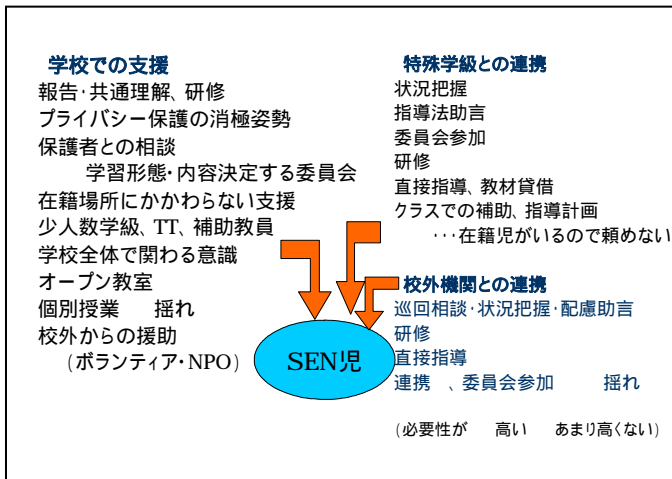 学校での支援
報告・共通理解、研修
プライバシー保護の消極姿勢
保護者との相談
学習形態・内容決定する委員会
在籍場所にかかわらない支援
少人数学級、TT、補助教員
学校全体で関わる意識
オープン教室
個別授業 揺れ
校外からの援助
(ボランティア・NPO)
特殊学級との連携
状況把握
指導法助言
委員会参加
研修
直接指導、教材貸借
クラスでの補助、指導計画
・・・在籍児がいるので頼めない
校外機関との連携
巡回相談・状況把握・配慮助言
研修
直接指導
連携 、委員会参加 揺れ
(必要性が 高い あまり高くない)
SEN児